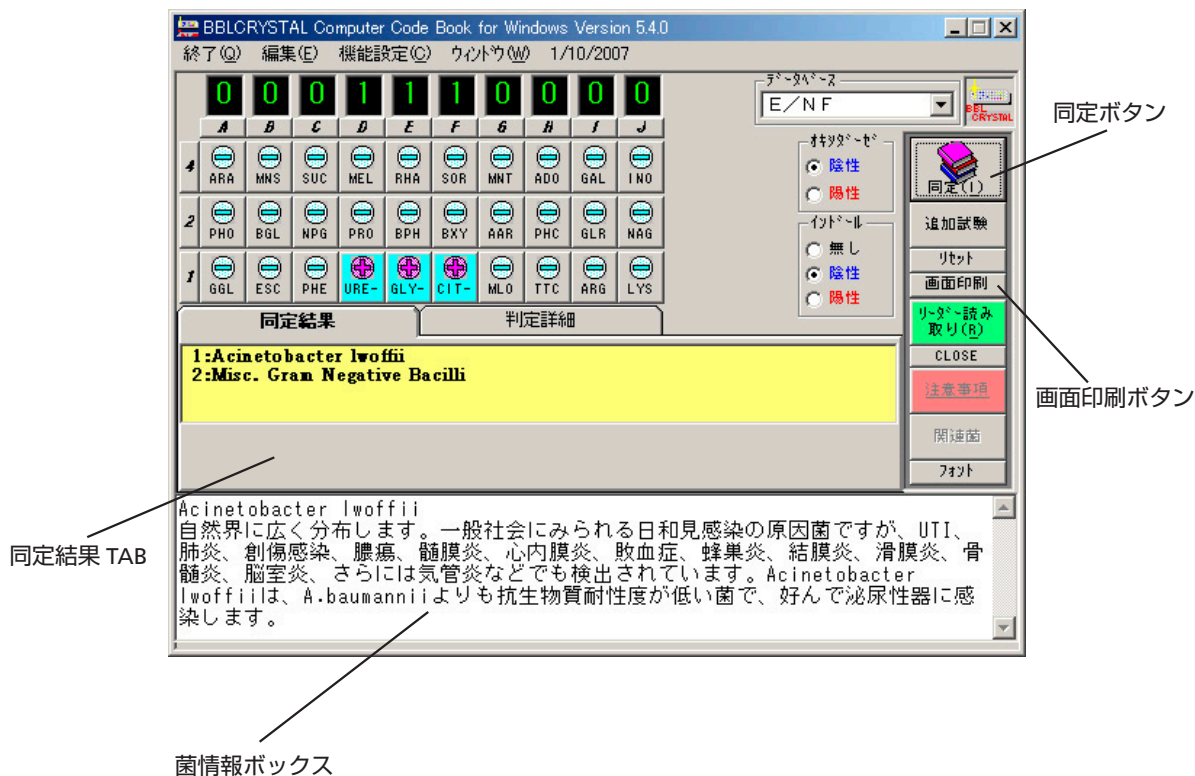 BBLCRYSTAL Computer Code Book for Windows Version 5.4.0
終了(Q) 編集(E) 機能設定(C) ウィンドウ(W) 1/10/2007
0 0 0 1 1 1 0 0 0 0
A B C D E F G H I J
4 ARA MNS SUC MEL RHA SOR MNT ADO GAL INO
2 PHO BGL NPG PRO BPH BXY AAR PHC GLR NAG
1 GGL ESC PHE URE- GLY- CIT- MLO TTC ARG LYS
データベース
E/NF
BBL
CRYSTAL
オキシダーゼ
陰性
陽性
インドール
無し
陰性
陽性
同定(I)
追加試験
リセット
画面印刷
リーダー読み
取り(R)
CLOSE
注意事項
関連菌
フォント
同定結果 判定詳細
1:Acinetobacter lwoffii
2:Misc. Gram Negative Bacilli
Acinetobacter lwoffii
自然界に広く分布します。一般社会にみられる日和見感染の原因菌ですが、UTI、
肺炎、創傷感染、膿瘍、髄膜炎、心内膜炎、敗血症、蜂巣炎、結膜炎、滑膜炎、骨
髄炎、脳室炎、さらには気管炎などでも検出されています。Acinetobacter
lwoffiiは、A.baumanniiよりも抗生物質耐性度が低い菌で、好んで泌尿性器に感
染します。
同定ボタン
画面印刷ボタン
同定結果 TAB
菌情報ボックス